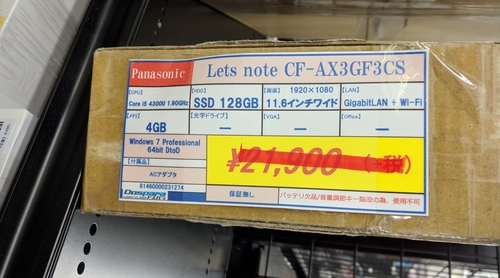 Panasonic Lets note CF-AX3GF3CS
[CPU] [HDD] [画面] 1920×1080 [LAN]
Core i5 4300U 1.90GHz SSD 128GB 11.6インチワイド GigabitLAN + Wi-Fi
[メモリ] [光学ドライブ] [VGA] [Office]
4GB — — —
Windows 7 Professional
64bit DtoD
¥21,900 (+税)
[付属品]
ACアダプタ
81460000231274
Dospara
保証無し
バッテリ欠品/音量調節キー陥没の為、使用不可